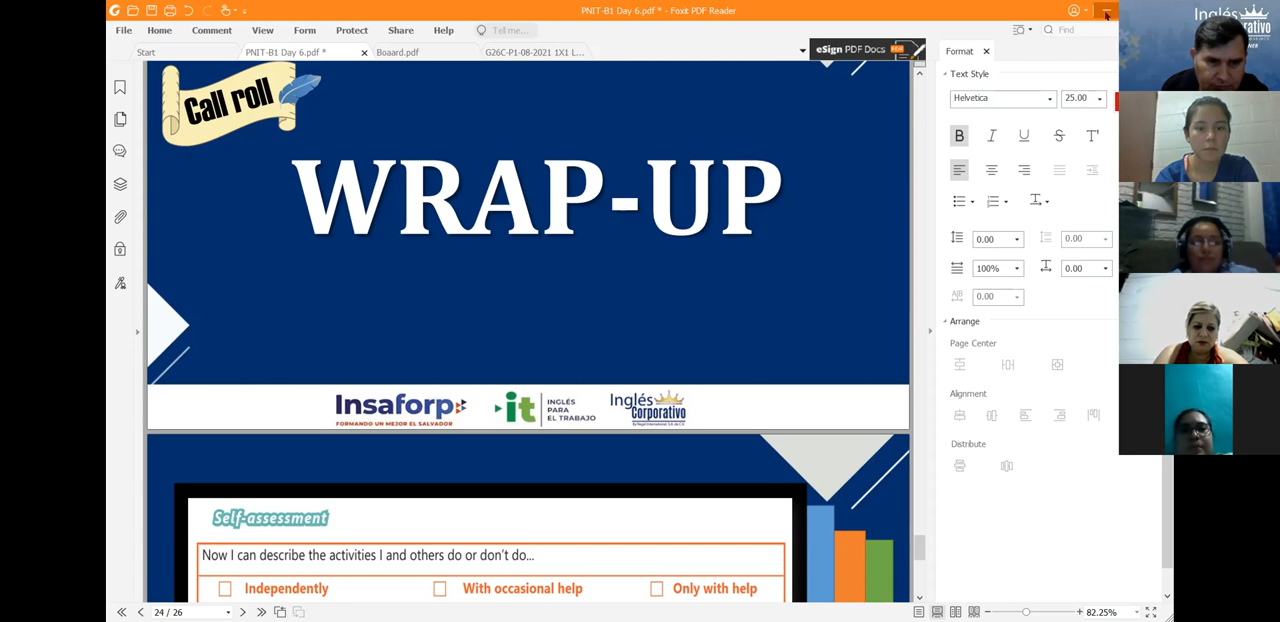 PNIT-B1 Day 6.pdf * - Foxit PDF Reader
File Home Comment View Form Protect Share Help Tell me... Find
Start PNIT-B1 Day 6.pdf * Boaard.pdf G26C-P1-08-2021 1X1 L... eSign PDF Docs
Call roll
WRAP-UP
Insaforp
FORMANDO UN MEJOR EL SALVADOR
it
INGLÉS
PARA
EL TRABAJO
Inglés
Corporativo
Self-assessment
Now I can describe the activities I and others do or don't do...
Independently With occasional help Only with help
Format
Text Style
Helvetica 25.00
B I U S T
0.00 0.00
100% 0.00
0.00
Arrange
Page Center
Alignment
Distribute
24 / 26 82.25%
Inglés